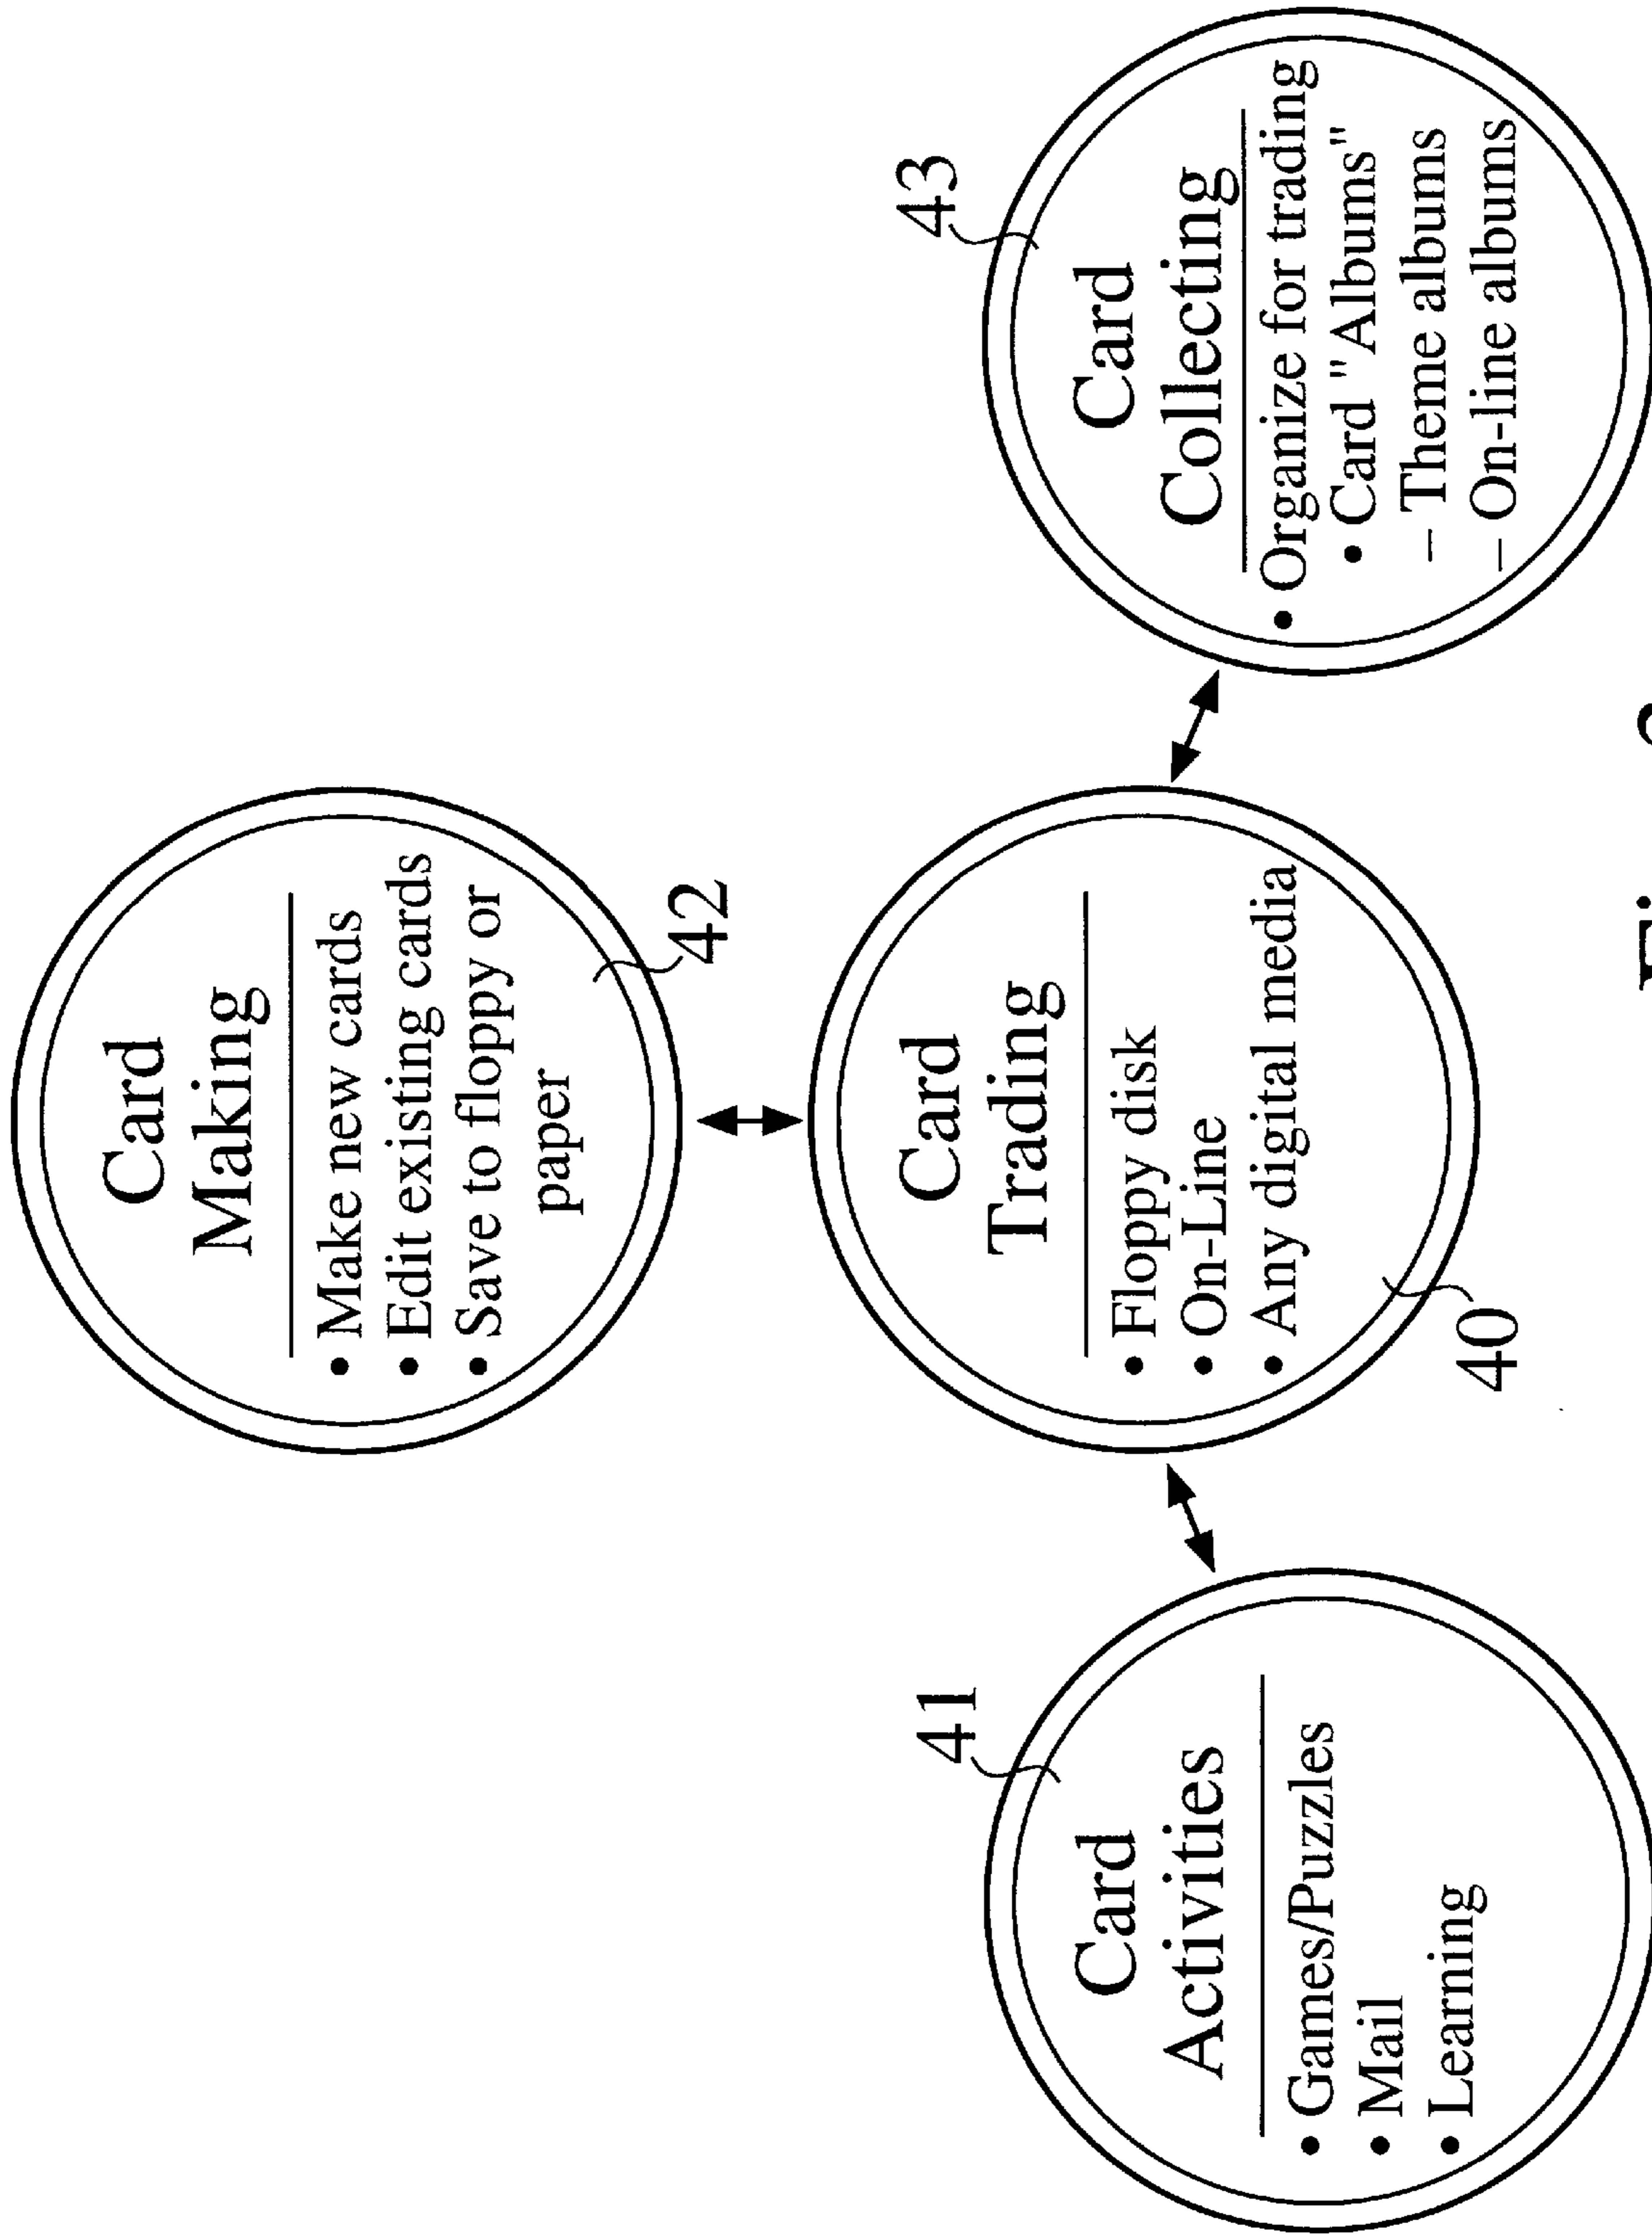 Card
Making
• Make new cards
• Edit existing cards
• Save to floppy or
paper
42
Card
Trading
• Floppy disk
• On-Line
• Any digital media
40
41
Card
Activities
• Games/Puzzles
• Mail
• Learning
43
Card
Collecting
• Organize for trading
• Card "Albums"
– Theme albums
– On-line albums